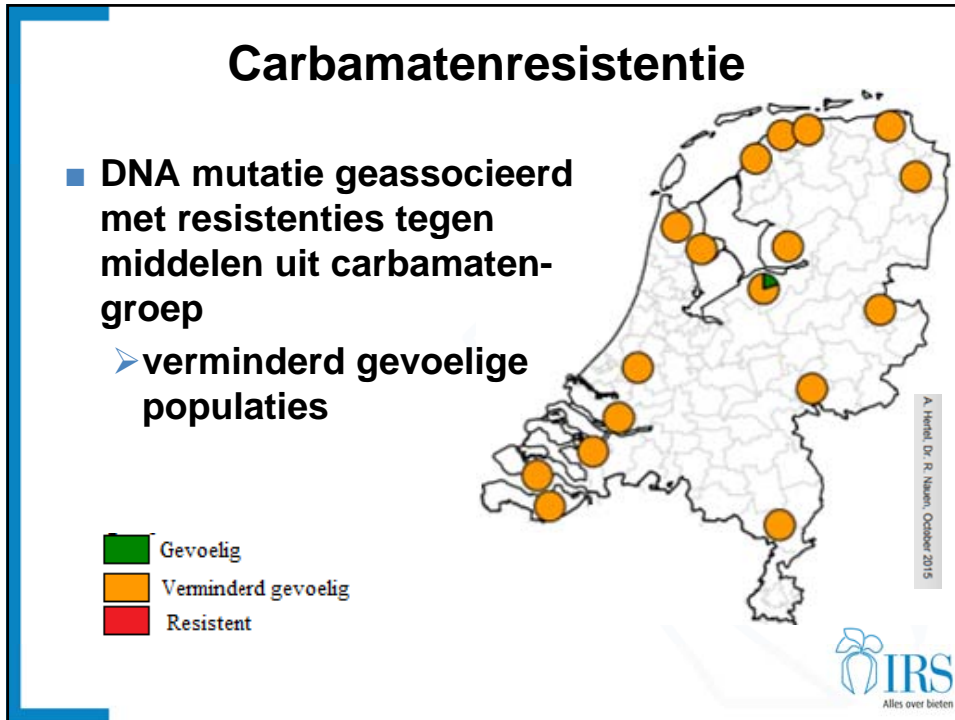 Carbamatenresistentie
DNA mutatie geassocieerd
met resistenties tegen
middelen uit carbamaten-
groep
verminderd gevoelige
populaties
Gevoelig
Verminderd gevoelig
Resistent
A. Hertel, Dr. R. Nauen, October 2015
IRS
Alles over bieten